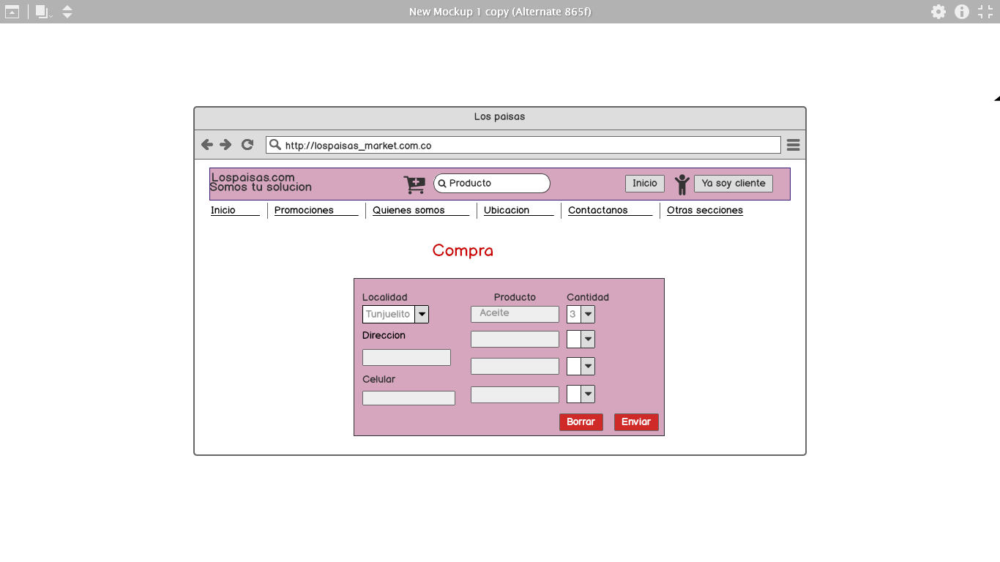 New Mockup 1 copy (Alternate 865f)
Los paisas
http://lospaisas_market.com.co
Lospaisas.com
Somos tu solucion
Producto
Inicio
Ya soy cliente
Inicio
Promociones
Quienes somos
Ubicacion
Contactanos
Otras secciones
Compra
Localidad
Producto
Cantidad
Tunjuelito
Aceite
3
Direccion
Celular
Borrar
Enviar